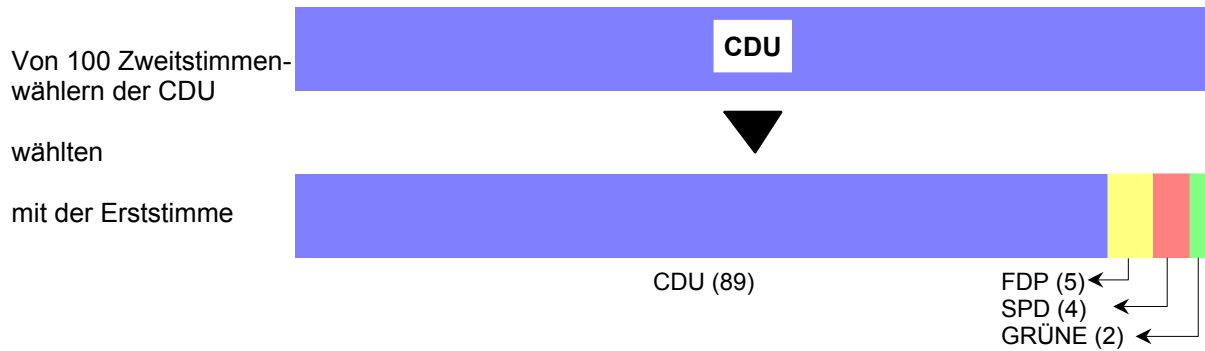 CDU
Von 100 Zweitstimmen-
wählern der CDU
wählten
mit der Erststimme
CDU (89)
FDP (5)
SPD (4)
GRÜNE (2)